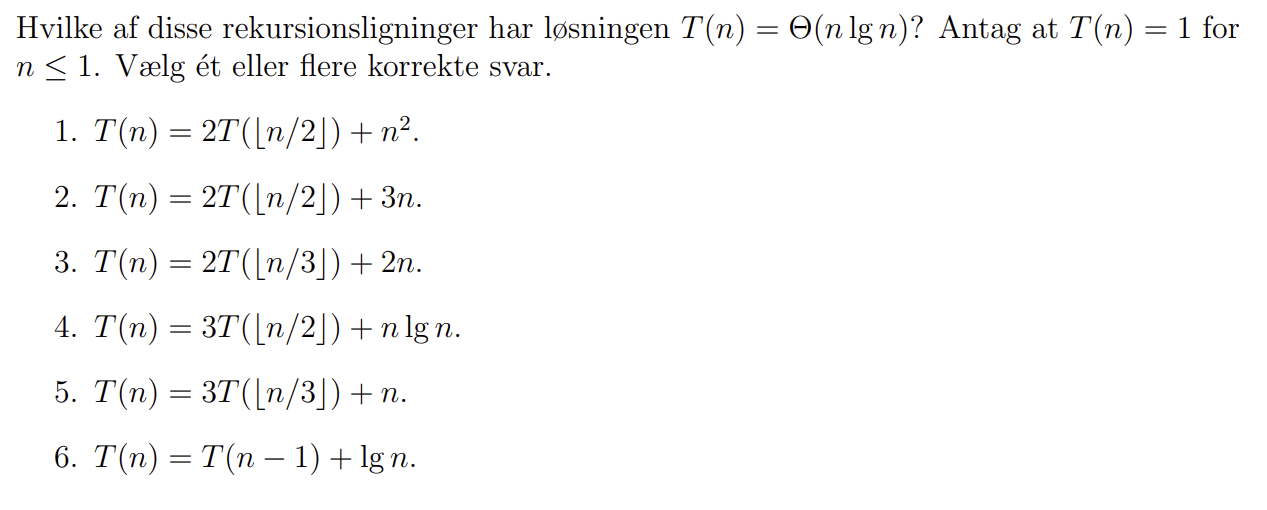 Hvilke af disse rekursionsligninger har løsningen T(n) = Θ(n lg n)? Antag at T(n) = 1 for
n ≤ 1. Vælg ét eller flere korrekte svar.
1. T(n) = 2T(⌊n/2⌋) + n².
2. T(n) = 2T(⌊n/2⌋) + 3n.
3. T(n) = 2T(⌊n/3⌋) + 2n.
4. T(n) = 3T(⌊n/2⌋) + n lg n.
5. T(n) = 3T(⌊n/3⌋) + n.
6. T(n) = T(n − 1) + lg n.